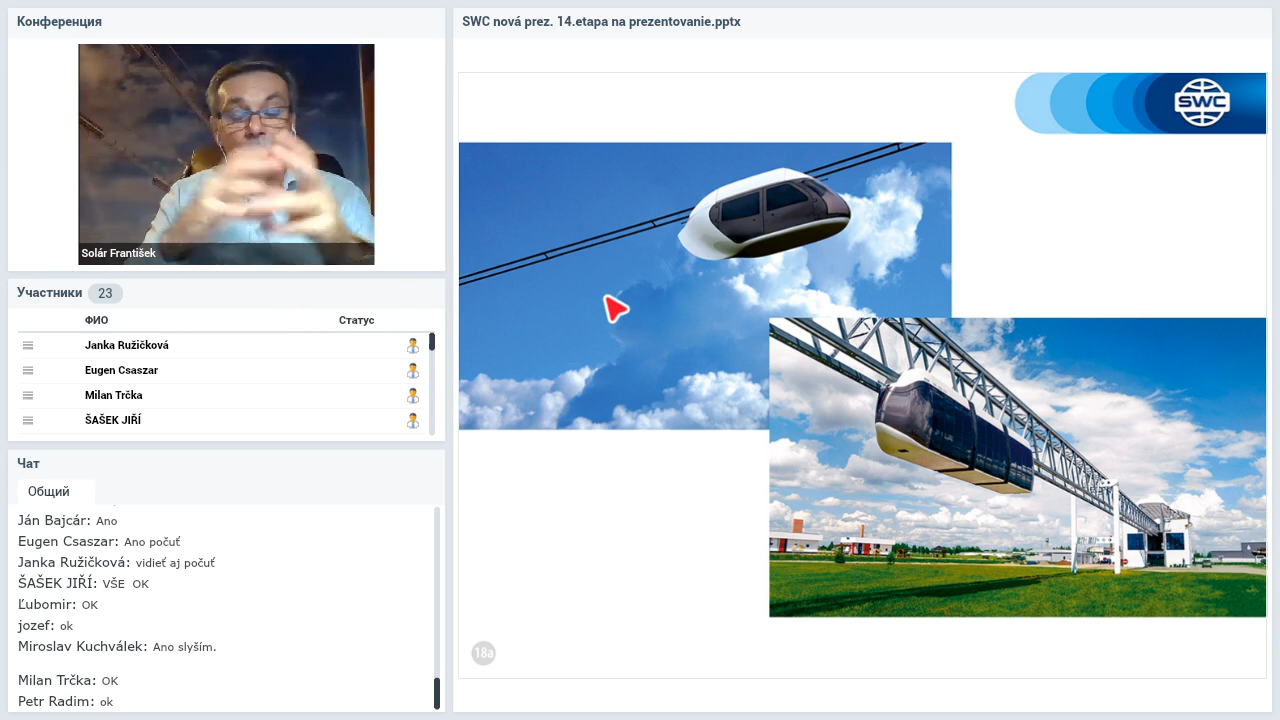 Конференция
Solár František
Участники 23
ФИО Статус
Janka Ružičková
Eugen Csaszar
Milan Trčka
ŠAŠEK JIŘÍ
Чат
Общий
Ján Bajcár: Ano
Eugen Csaszar: Ano počuť
Janka Ružičková: vidieť aj počuť
ŠAŠEK JIŘÍ: VŠE OK
Ľubomir: OK
jozef: ok
Miroslav Kuchválek: Ano slyším.
Milan Trčka: OK
Petr Radim: ok
SWC nová prez. 14.etapa na prezentovanie.pptx
SWC
18a